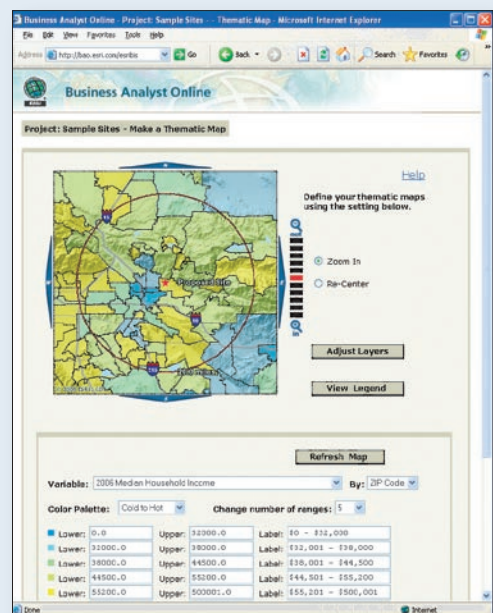 Business Analyst Online - Project: Sample Sites - - Thematic Map - Microsoft Internet Explorer
File Edit View Favorites Tools Help
Address http://bao.esri.com/esribis Go Back Search Favorites
ESRI
Business Analyst Online
Project: Sample Sites - Make a Thematic Map
Help
Define your thematic maps
using the setting below.
out
Zoom In
Proposed Site
Re-Center
in
Adjust Layers
View Legend
Refresh Map
Variable: 2006 Median Household Income By: ZIP Code
Color Palette: Cold to Hot Change number of ranges: 5
Lower: 0.0 Upper: 32000.0 Label: $0 - $32,000
Lower: 32000.0 Upper: 38000.0 Label: $32,001 - $38,000
Lower: 38000.0 Upper: 44500.0 Label: $38,001 - $44,500
Lower: 44500.0 Upper: 55200.0 Label: $44,501 - $55,200
Lower: 55200.0 Upper: 500001.0 Label: $55,201 - $500,001
Done Internet